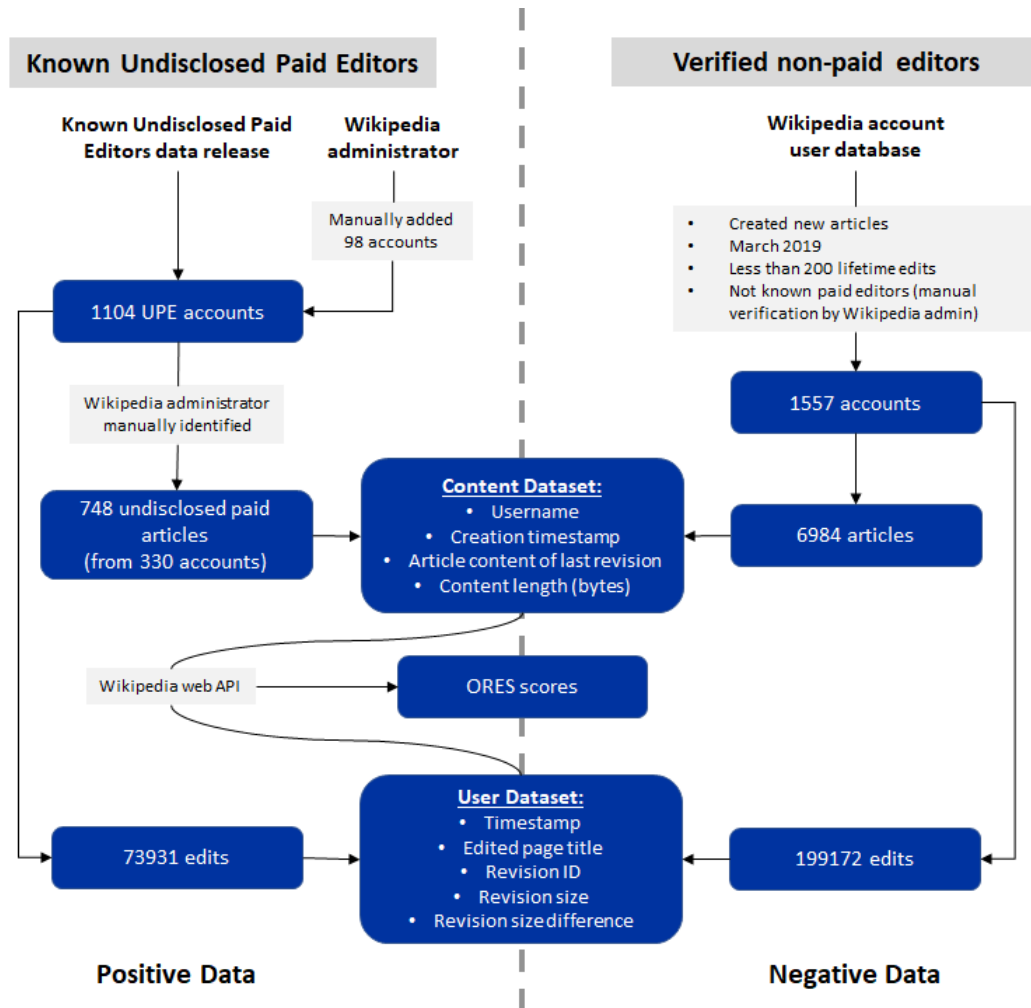 Known Undisclosed Paid Editors
Verified non-paid editors
Known Undisclosed Paid
Editors data release
Wikipedia
administrator
Wikipedia account
user database
Manually added
98 accounts
• Created new articles
• March 2019
• Less than 200 lifetime edits
• Not known paid editors (manual
verification by Wikipedia admin)
1104 UPE accounts
Wikipedia administrator
manually identified
1557 accounts
748 undisclosed paid
articles
(from 330 accounts)
Content Dataset:
• Username
• Creation timestamp
• Article content of last revision
• Content length (bytes)
6984 articles
Wikipedia web API
ORES scores
73931 edits
User Dataset:
• Timestamp
• Edited page title
• Revision ID
• Revision size
• Revision size difference
199172 edits
Positive Data
Negative Data